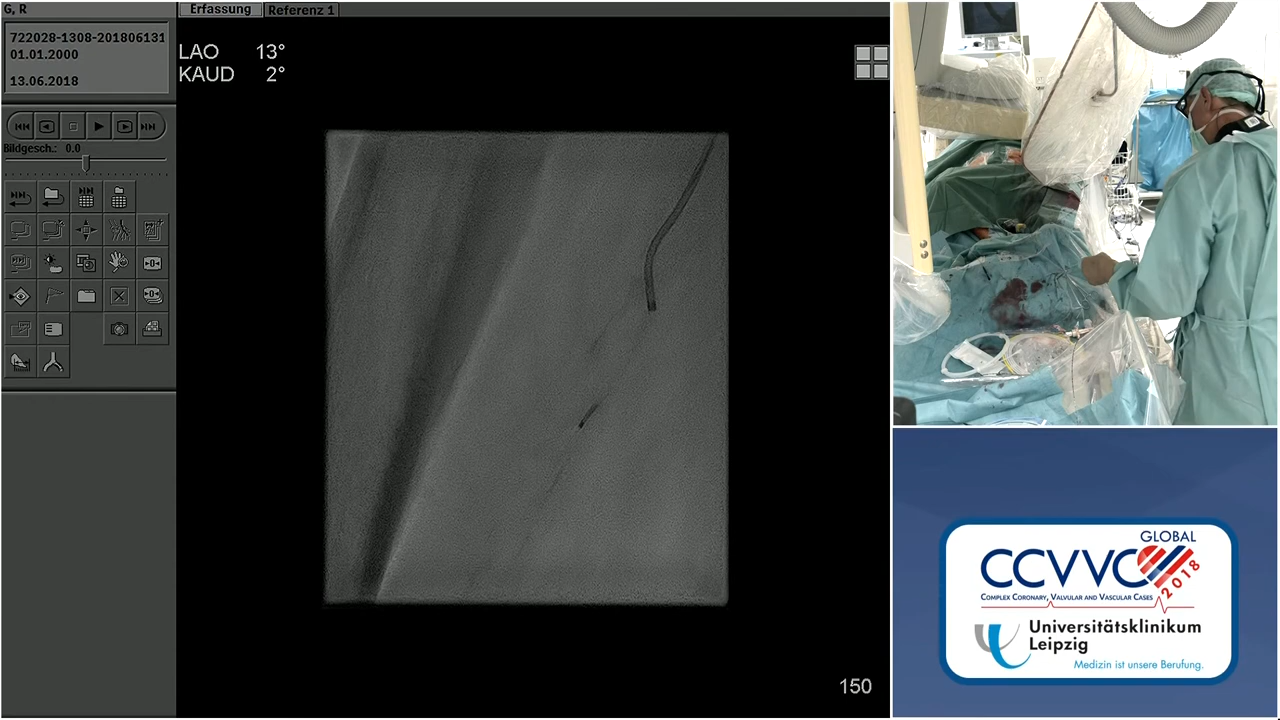 G, R
722028-1308-201806131
01.01.2000
13.06.2018
Bildgesch.: 0.0
Erfassung
Referenz 1
LAO 13°
KAUD 2°
150
GLOBAL
CCVVC
2018
COMPLEX CORONARY, VALVULAR AND VASCULAR CASES
Universitätsklinikum
Leipzig
Medizin ist unsere Berufung.